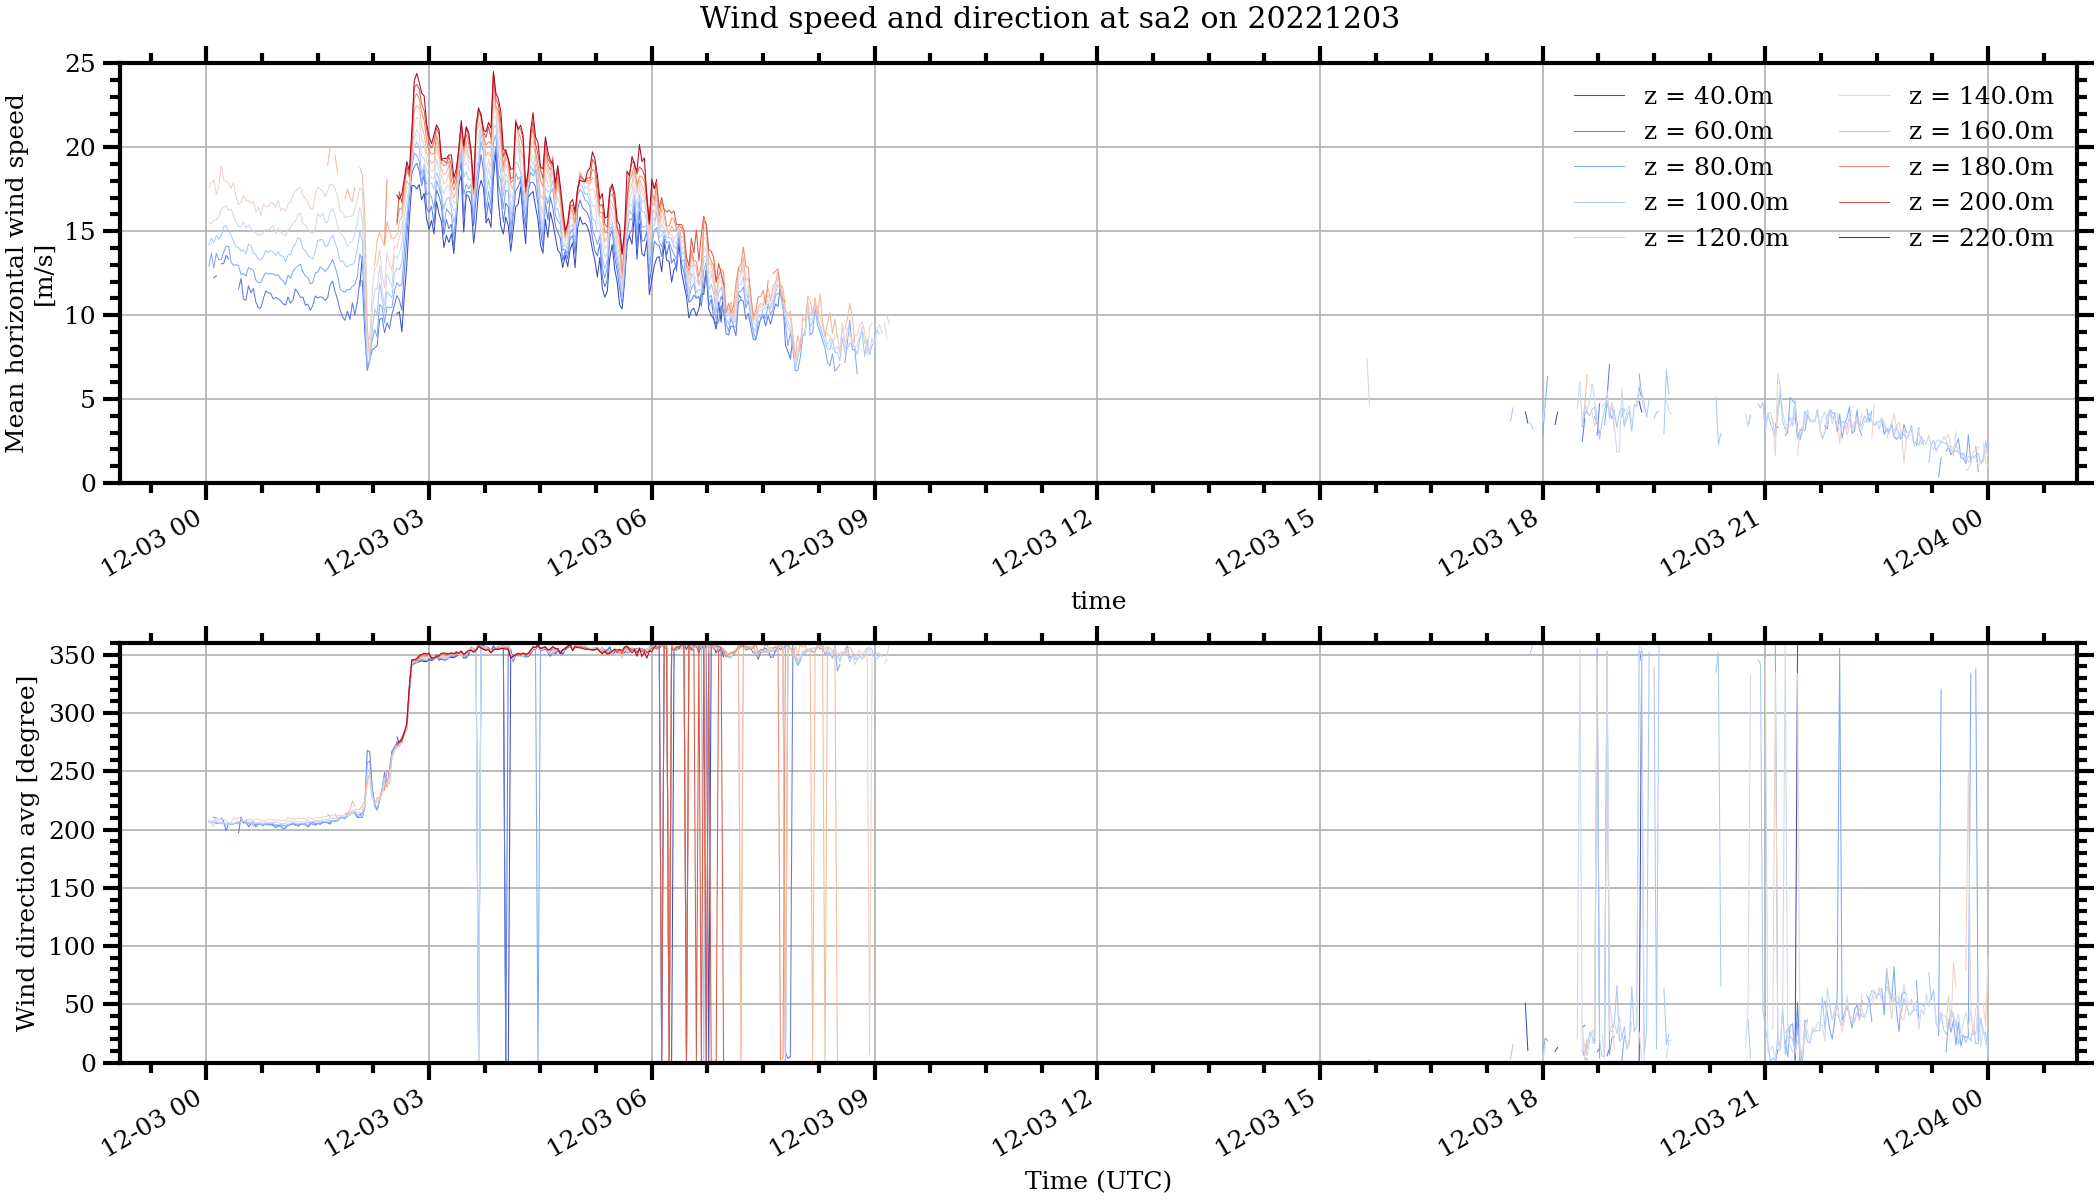 Wind speed and direction at sa2 on 20221203
Mean horizontal wind speed
[m/s]
25
20
15
10
5
0
z = 40.0m
z = 60.0m
z = 80.0m
z = 100.0m
z = 120.0m
z = 140.0m
z = 160.0m
z = 180.0m
z = 200.0m
z = 220.0m
12-03 00
12-03 03
12-03 06
12-03 09
12-03 12
12-03 15
12-03 18
12-03 21
12-04 00
time
Wind direction avg [degree]
350
300
250
200
150
100
50
0
12-03 00
12-03 03
12-03 06
12-03 09
12-03 12
12-03 15
12-03 18
12-03 21
12-04 00
Time (UTC)